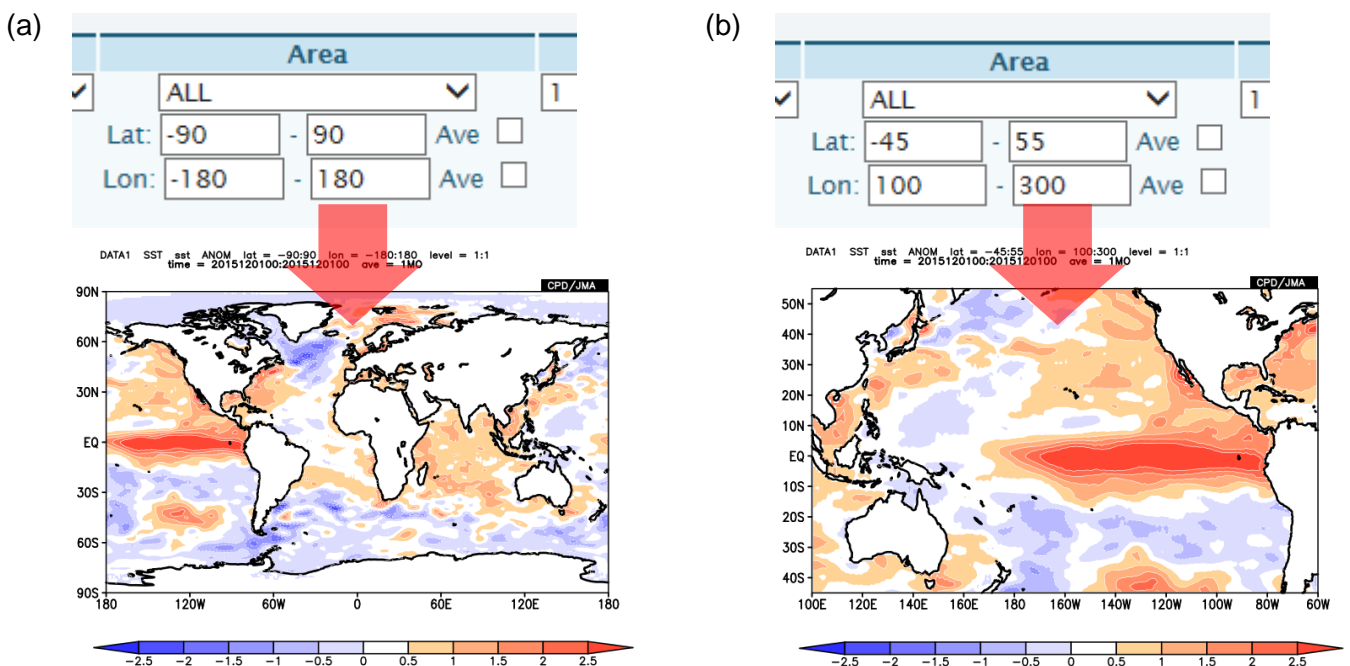 (a)
Area
ALL
1
Lat: -90 - 90 Ave
Lon: -180 - 180 Ave
DATA1 SST sst ANOM lat = -90:90 lon = -180:180 level = 1:1
time = 2015120100:2015120100 ave = 1MO
CPD/JMA
90N
60N
30N
EQ
30S
60S
90S
180 120W 60W 0 60E 120E 180
-2.5 -2 -1.5 -1 -0.5 0 0.5 1 1.5 2 2.5
(b)
Area
ALL
1
Lat: -45 - 55 Ave
Lon: 100 - 300 Ave
DATA1 SST sst ANOM lat = -45:55 lon = 100:300 level = 1:1
time = 2015120100:2015120100 ave = 1MO
CPD/JMA
50N
40N
30N
20N
10N
EQ
10S
20S
30S
40S
100E 120E 140E 160E 180 160W 140W 120W 100W 80W 60W
-2.5 -2 -1.5 -1 -0.5 0 0.5 1 1.5 2 2.5